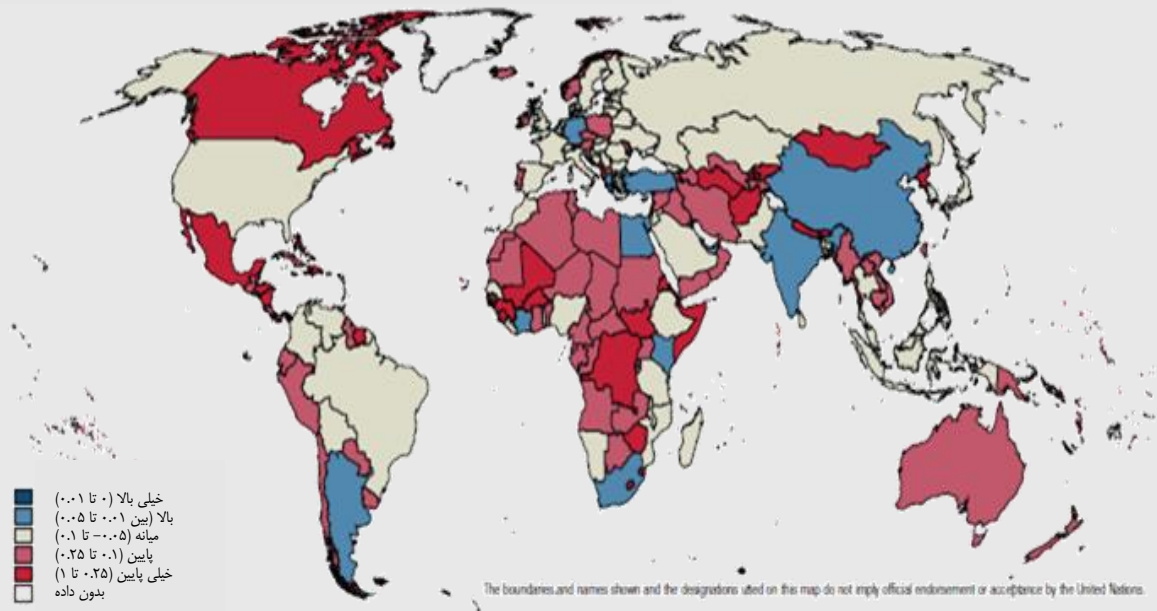 خیلی بالا (۰ تا ۰.۰۱)
بالا (بین ۰.۰۱ تا ۰.۰۵)
میانه (۰.۰۵− تا ۰.۱)
پایین (۰.۱ تا ۰.۲۵)
خیلی پایین (۰.۲۵ تا ۱)
بدون داده
The boundaries and names shown and the designations used on this map do not imply official endorsement or acceptance by the United Nations.